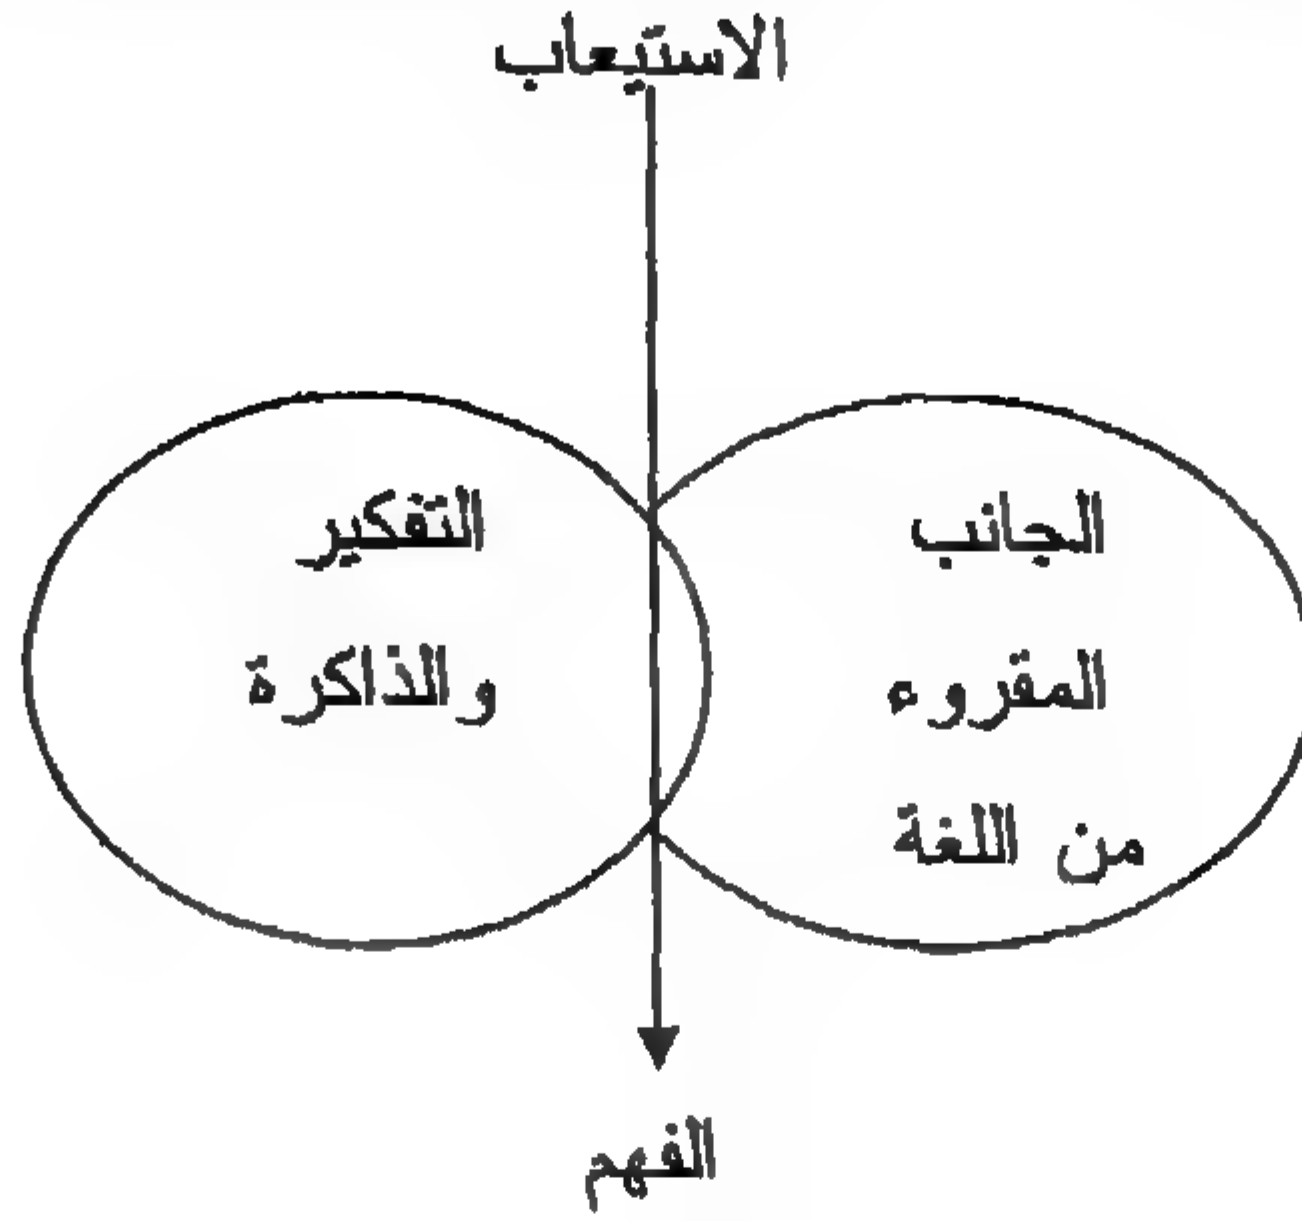 الاستيعاب
الجانب
المقروء
من اللغة
التفكير
والذاكرة
الفهم